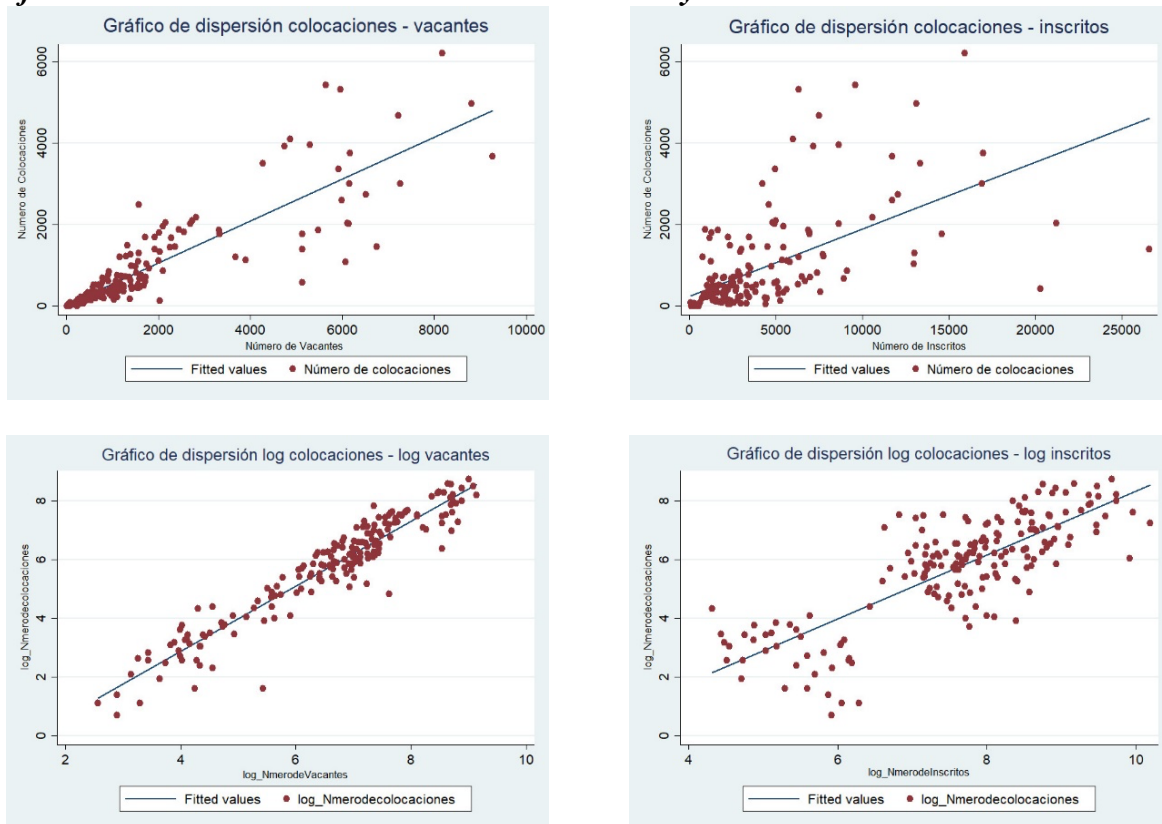 Gráfico de dispersión colocaciones - vacantes
6000
4000
2000
0
Número de Colocaciones
0 2000 4000 6000 8000 10000
Número de Vacantes
Fitted values Número de colocaciones
Gráfico de dispersión colocaciones - inscritos
6000
4000
2000
0
Número de Colocaciones
0 5000 10000 15000 20000 25000
Número de Inscritos
Fitted values Número de colocaciones
Gráfico de dispersión log colocaciones - log vacantes
8
6
4
2
0
log_Nmerodecolocaciones
2 4 6 8 10
log_NmerodeVacantes
Fitted values log_Nmerodecolocaciones
Gráfico de dispersión log colocaciones - log inscritos
8
6
4
2
0
log_Nmerodecolocaciones
4 6 8 10
log_NmerodeInscritos
Fitted values log_Nmerodecolocaciones